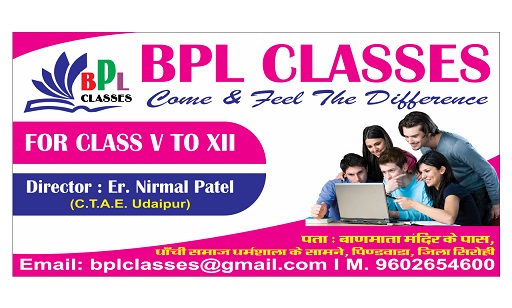 BPL CLASSES
BPL
CLASSES
Come & Feel The Difference
FOR CLASS V TO XII
Director : Er. Nirmal Patel
(C.T.A.E. Udaipur)
पता : बाणमाता मंदिर के पास,
घाँची समाज धर्मशाला के सामने, पिण्डवाडा, जिला सिरोही
Email: bplclasses@gmail.com I M. 9602654600